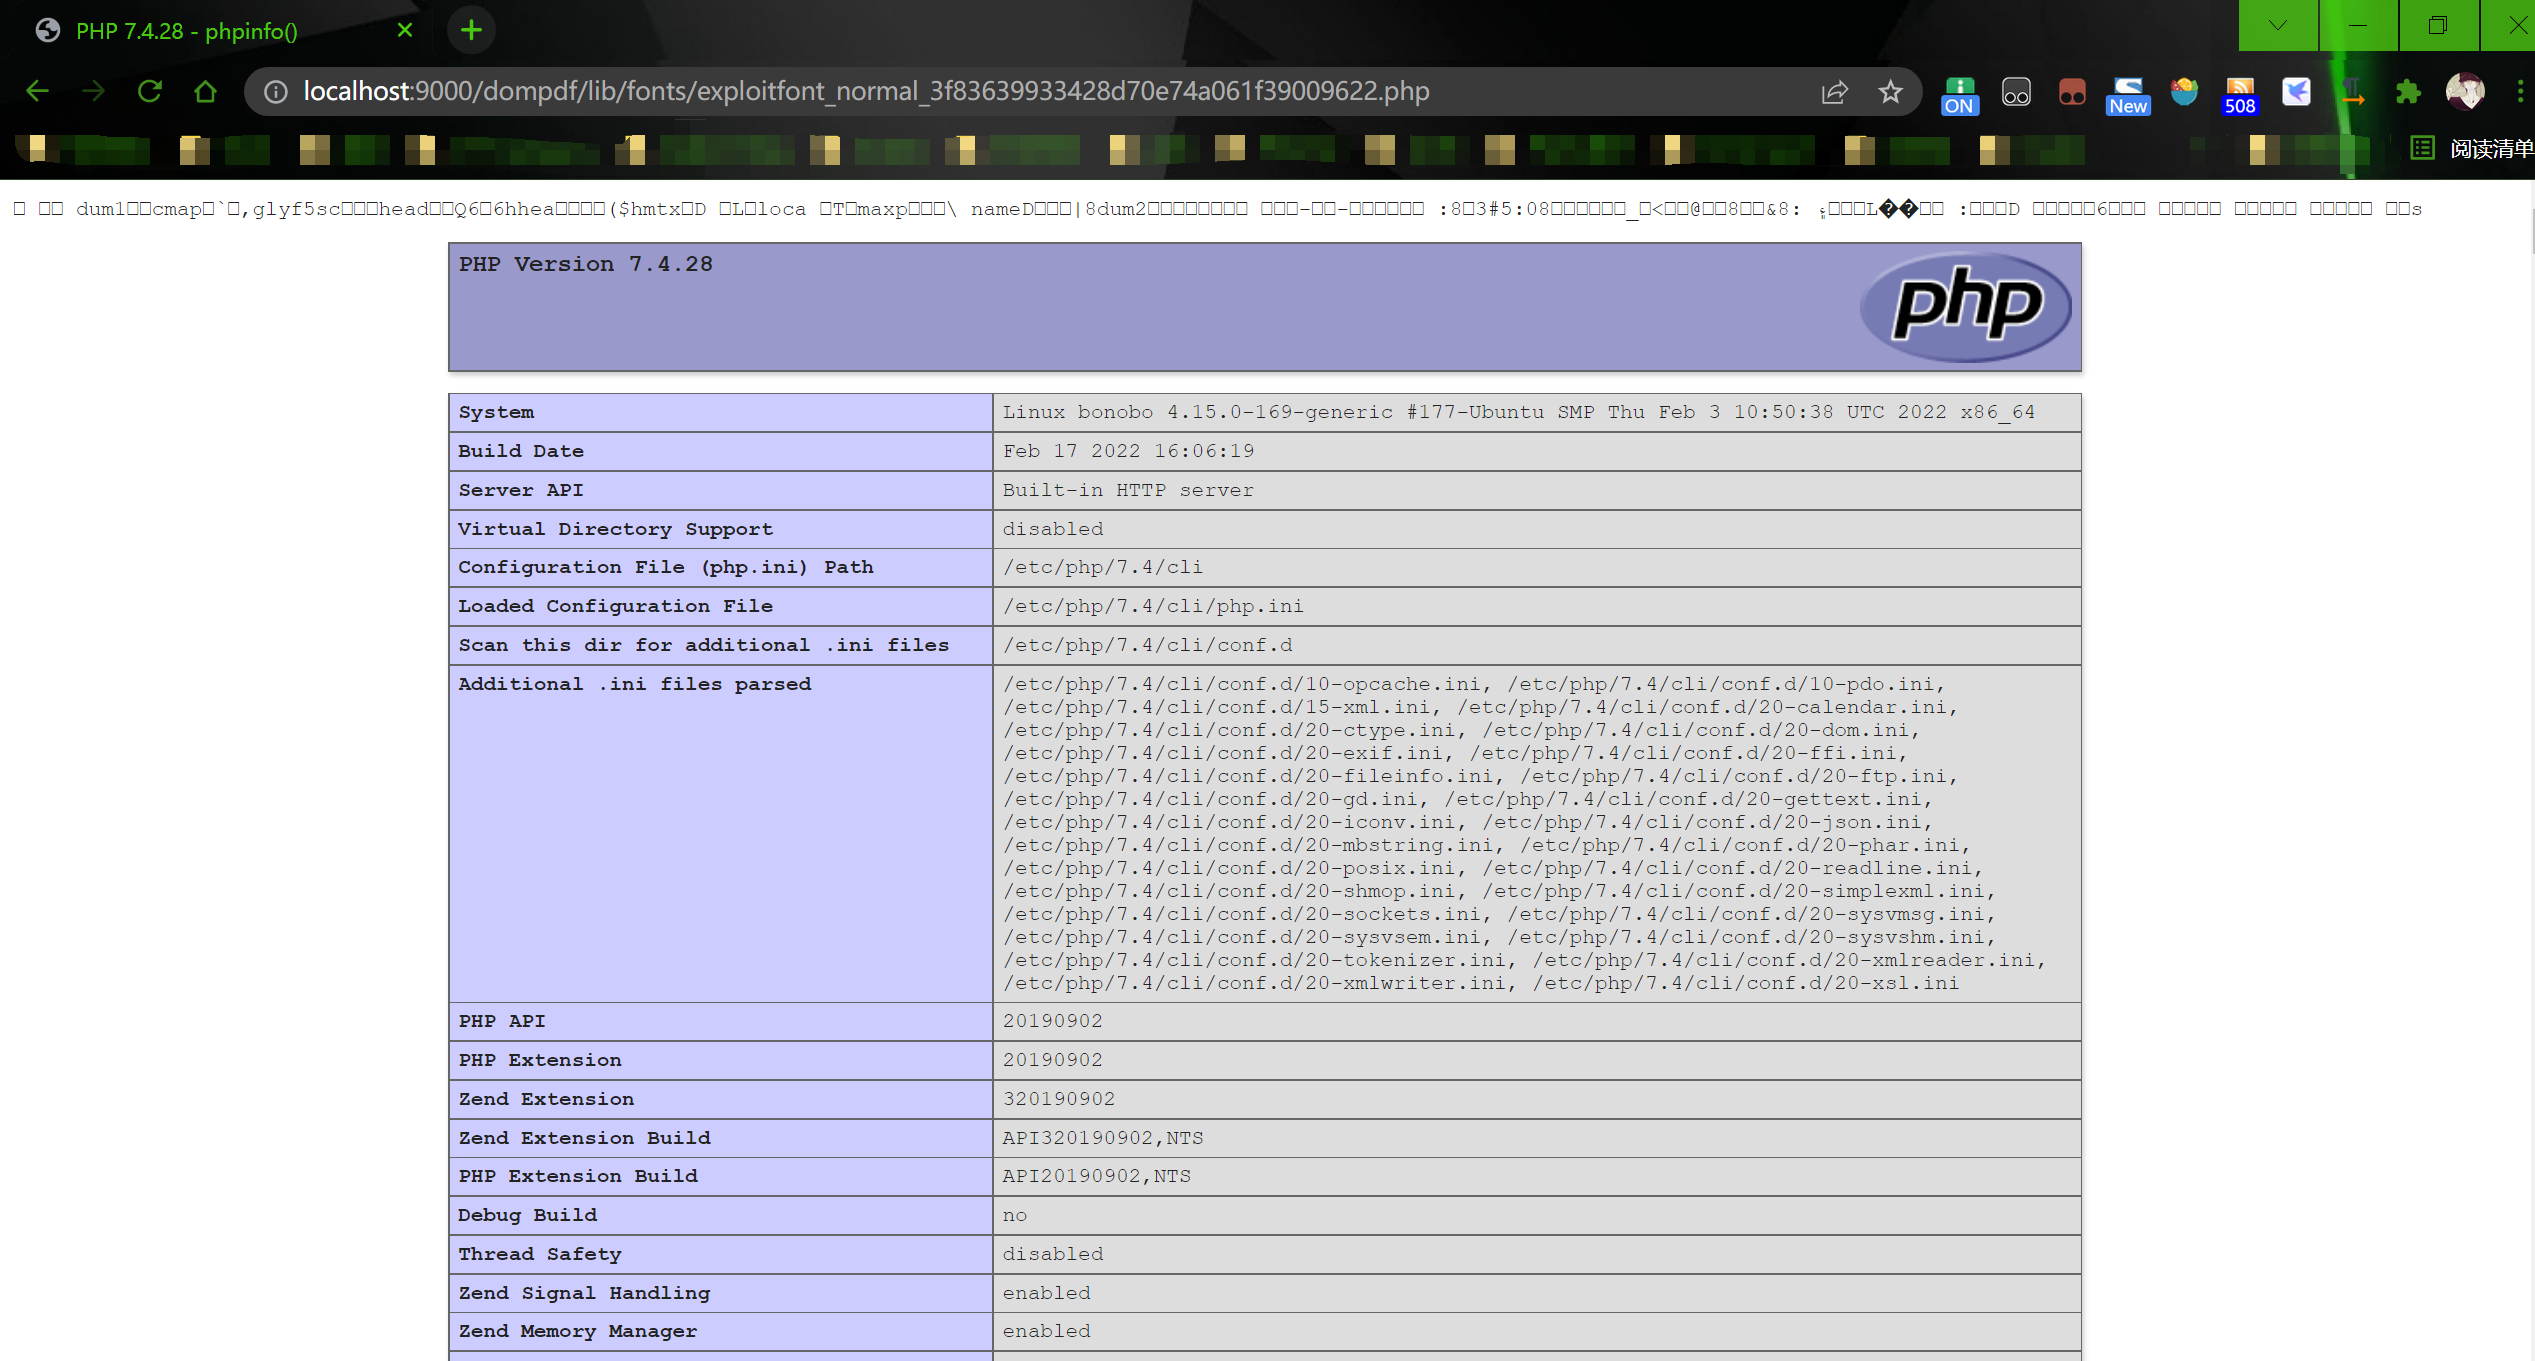 PHP 7.4.28 - phpinfo()
localhost:9000/dompdf/lib/fonts/exploitfont_normal_3f83639933428d70e74a061f39009622.php
ON
New
508
阅读清单
dum1 cmap ,glyf5sc head Q6 6hhea ($hmtx D L loca T maxp \ nameD |8dum2 - - :8 3#5:08 _ < @ 8 &8: L�� : D 6 s
PHP Version 7.4.28
php
System Linux bonobo 4.15.0-169-generic #177-Ubuntu SMP Thu Feb 3 10:50:38 UTC 2022 x86_64
Build Date Feb 17 2022 16:06:19
Server API Built-in HTTP server
Virtual Directory Support disabled
Configuration File (php.ini) Path /etc/php/7.4/cli
Loaded Configuration File /etc/php/7.4/cli/php.ini
Scan this dir for additional .ini files /etc/php/7.4/cli/conf.d
Additional .ini files parsed /etc/php/7.4/cli/conf.d/10-opcache.ini, /etc/php/7.4/cli/conf.d/10-pdo.ini,
/etc/php/7.4/cli/conf.d/15-xml.ini, /etc/php/7.4/cli/conf.d/20-calendar.ini,
/etc/php/7.4/cli/conf.d/20-ctype.ini, /etc/php/7.4/cli/conf.d/20-dom.ini,
/etc/php/7.4/cli/conf.d/20-exif.ini, /etc/php/7.4/cli/conf.d/20-ffi.ini,
/etc/php/7.4/cli/conf.d/20-fileinfo.ini, /etc/php/7.4/cli/conf.d/20-ftp.ini,
/etc/php/7.4/cli/conf.d/20-gd.ini, /etc/php/7.4/cli/conf.d/20-gettext.ini,
/etc/php/7.4/cli/conf.d/20-iconv.ini, /etc/php/7.4/cli/conf.d/20-json.ini,
/etc/php/7.4/cli/conf.d/20-mbstring.ini, /etc/php/7.4/cli/conf.d/20-phar.ini,
/etc/php/7.4/cli/conf.d/20-posix.ini, /etc/php/7.4/cli/conf.d/20-readline.ini,
/etc/php/7.4/cli/conf.d/20-shmop.ini, /etc/php/7.4/cli/conf.d/20-simplexml.ini,
/etc/php/7.4/cli/conf.d/20-sockets.ini, /etc/php/7.4/cli/conf.d/20-sysvmsg.ini,
/etc/php/7.4/cli/conf.d/20-sysvsem.ini, /etc/php/7.4/cli/conf.d/20-sysvshm.ini,
/etc/php/7.4/cli/conf.d/20-tokenizer.ini, /etc/php/7.4/cli/conf.d/20-xmlreader.ini,
/etc/php/7.4/cli/conf.d/20-xmlwriter.ini, /etc/php/7.4/cli/conf.d/20-xsl.ini
PHP API 20190902
PHP Extension 20190902
Zend Extension 320190902
Zend Extension Build API320190902,NTS
PHP Extension Build API20190902,NTS
Debug Build no
Thread Safety disabled
Zend Signal Handling enabled
Zend Memory Manager enabled